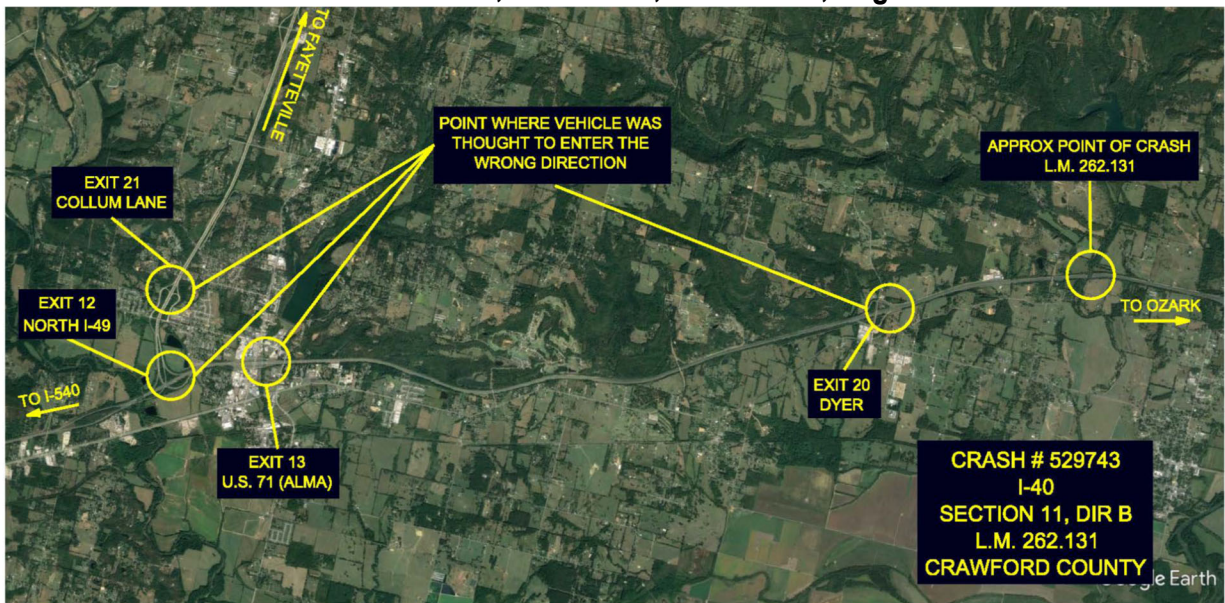 TO FAYETTEVILLE
POINT WHERE VEHICLE WAS
THOUGHT TO ENTER THE
WRONG DIRECTION
APPROX POINT OF CRASH
L.M. 262.131
EXIT 21
COLLUM LANE
EXIT 12
NORTH I-49
TO OZARK
TO I-540
EXIT 20
DYER
EXIT 13
U.S. 71 (ALMA)
CRASH # 529743
I-40
SECTION 11, DIR B
L.M. 262.131
CRAWFORD COUNTY
Earth